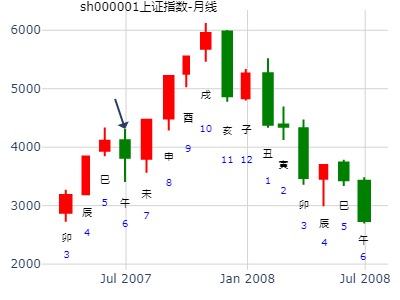 sh000001上证指数-月线
6000
5000
4000
3000
2000
卯
3
辰
4
巳
5
午
6
未
7
申
8
酉
9
戌
10
亥
11
子
12
丑
1
寅
2
卯
3
辰
4
巳
5
午
6
Jul 2007
Jan 2008
Jul 2008